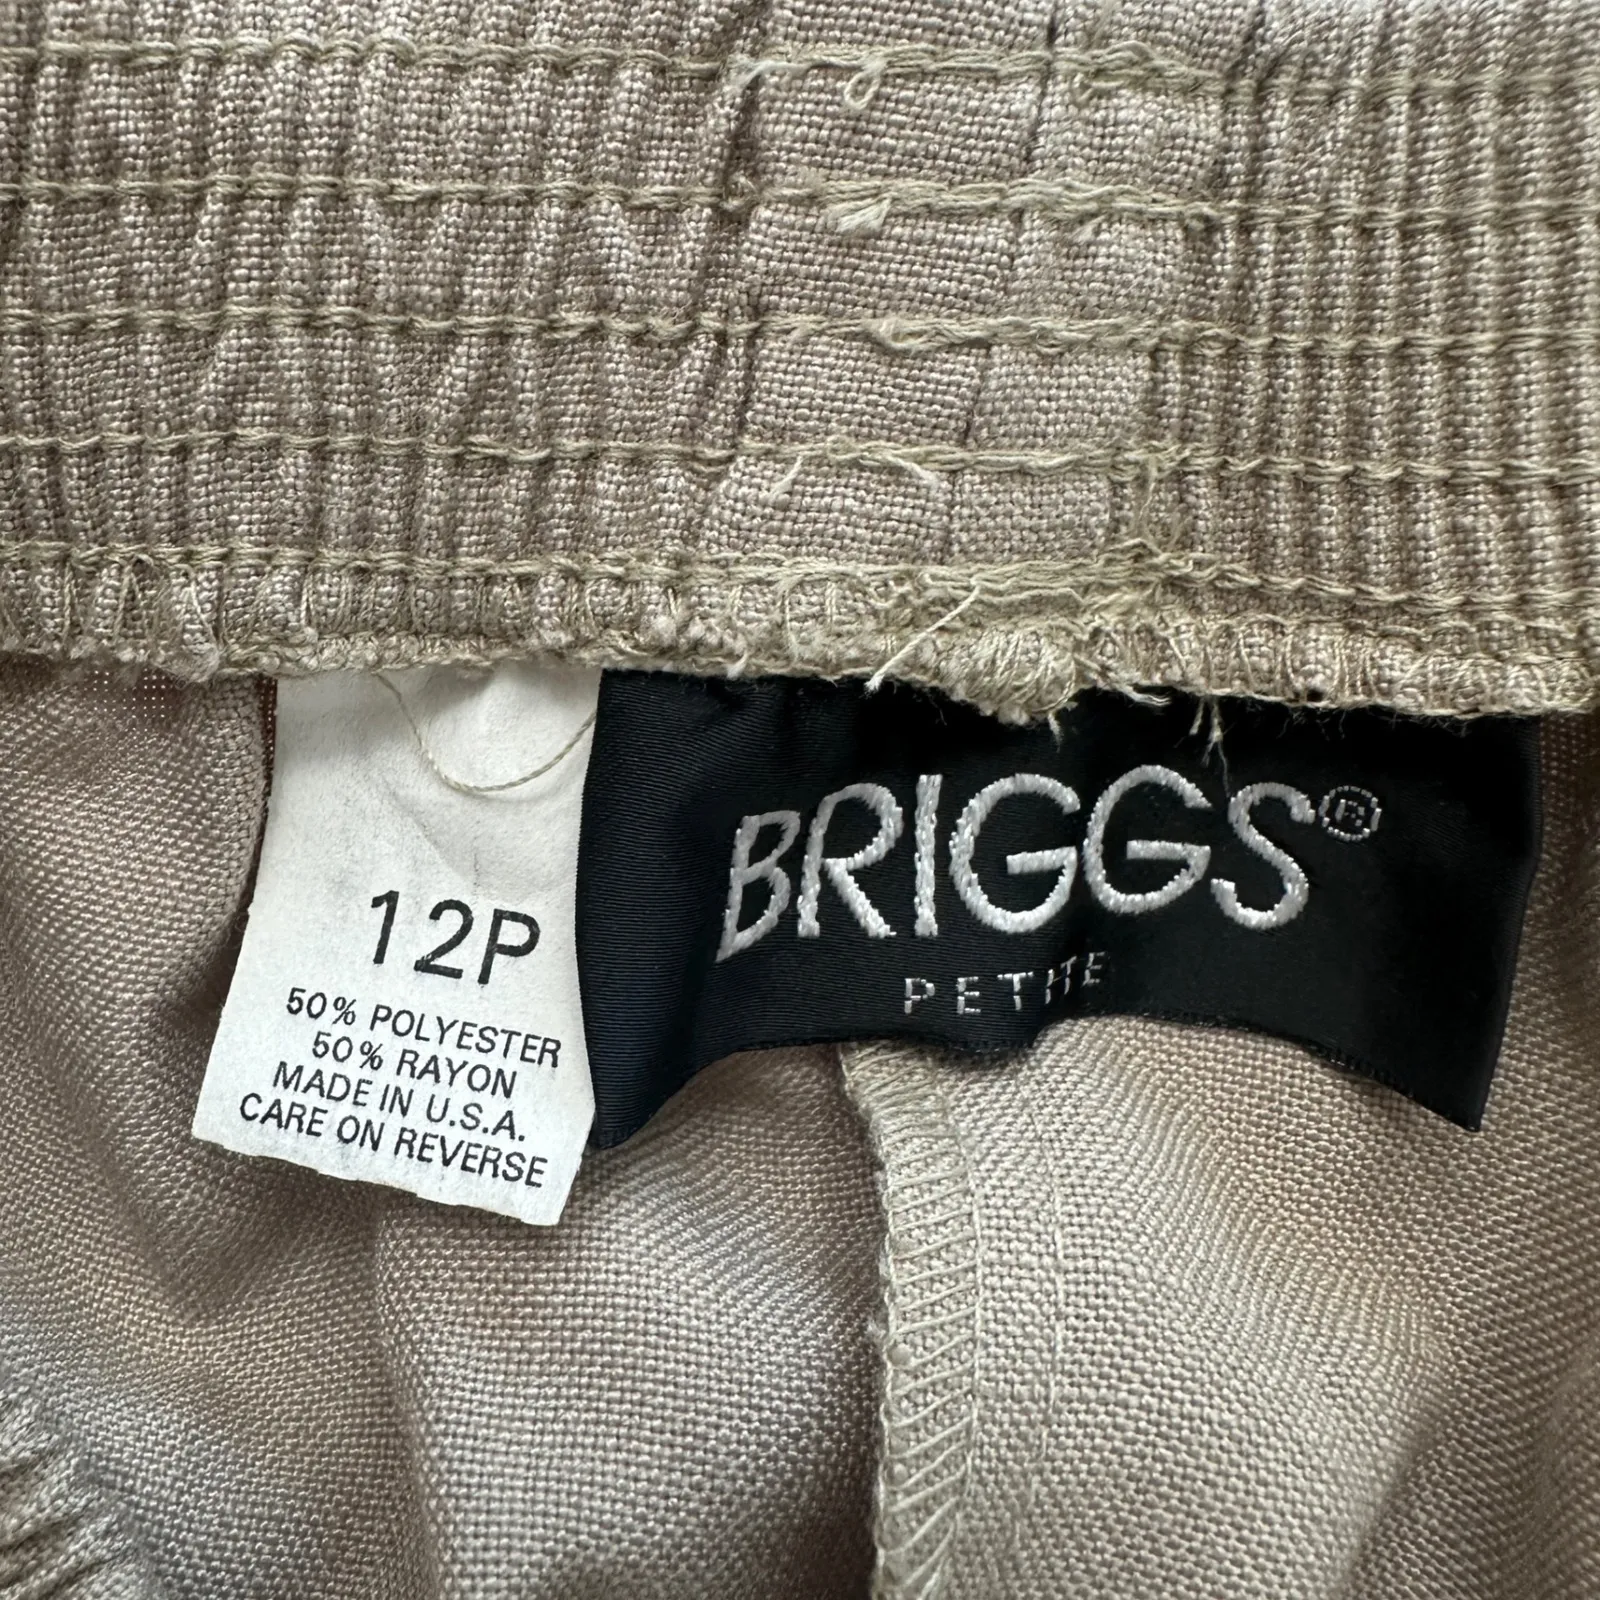 BRIGGS®
PETITE
12P
50% POLYESTER
50% RAYON
MADE IN U.S.A.
CARE ON REVERSE